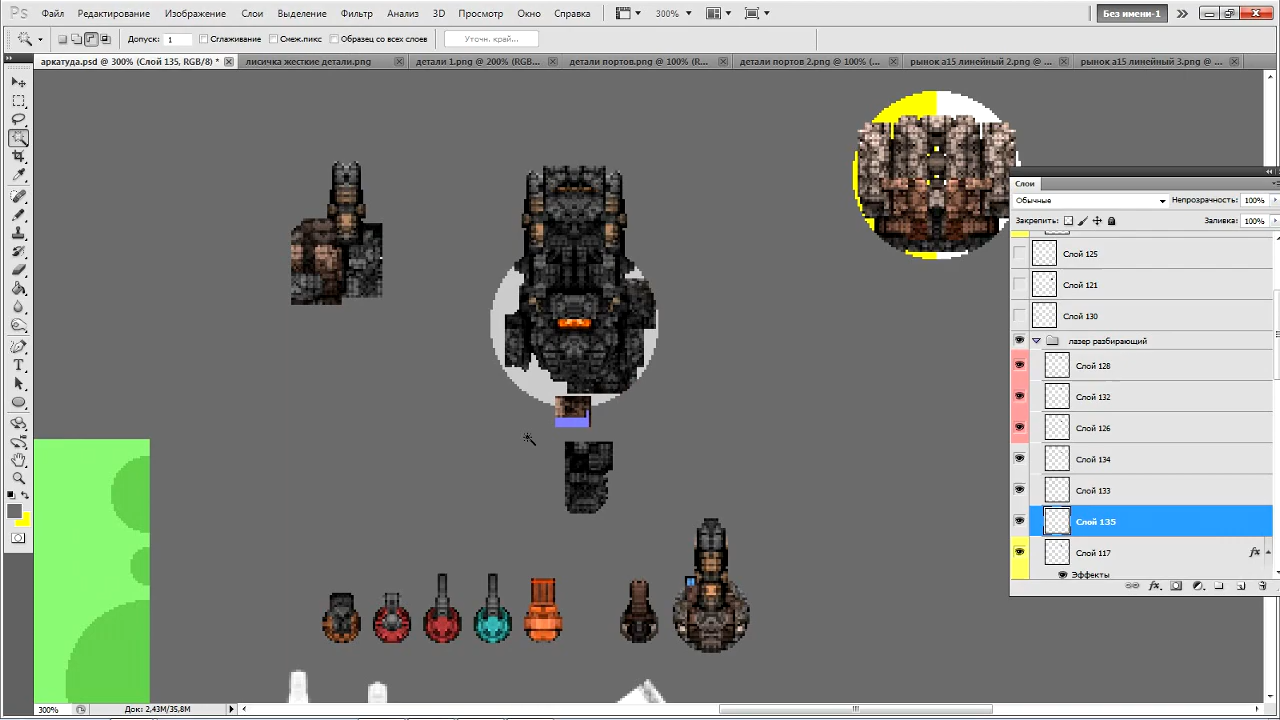 Ps Файл Редактирование Изображение Слои Выделение Фильтр Анализ 3D Просмотр Окно Справка 300% Без имени-1
Допуск: 1 Сглаживание Смеж.пикс Образец со всех слоев Уточн. край...
аркатуда.psd @ 300% (Слой 135, RGB/8) * лисичка жесткие детали.png детали 1.png @ 200% (RGB... детали портов.png @ 100% (R... детали портов 2.png @ 100% (... рынок a15 линейный 2.png @ ... рынок a15 линейный 3.png @ ...
Слои
Обычные Непрозрачность: 100%
Закрепить: Заливка: 100%
Слой 125
Слой 121
Слой 130
лазер разбирающий
Слой 128
Слой 132
Слой 126
Слой 134
Слой 133
Слой 135
Слой 117 fx
Эффекты
fx.
300% Док: 2,43M/35,8M